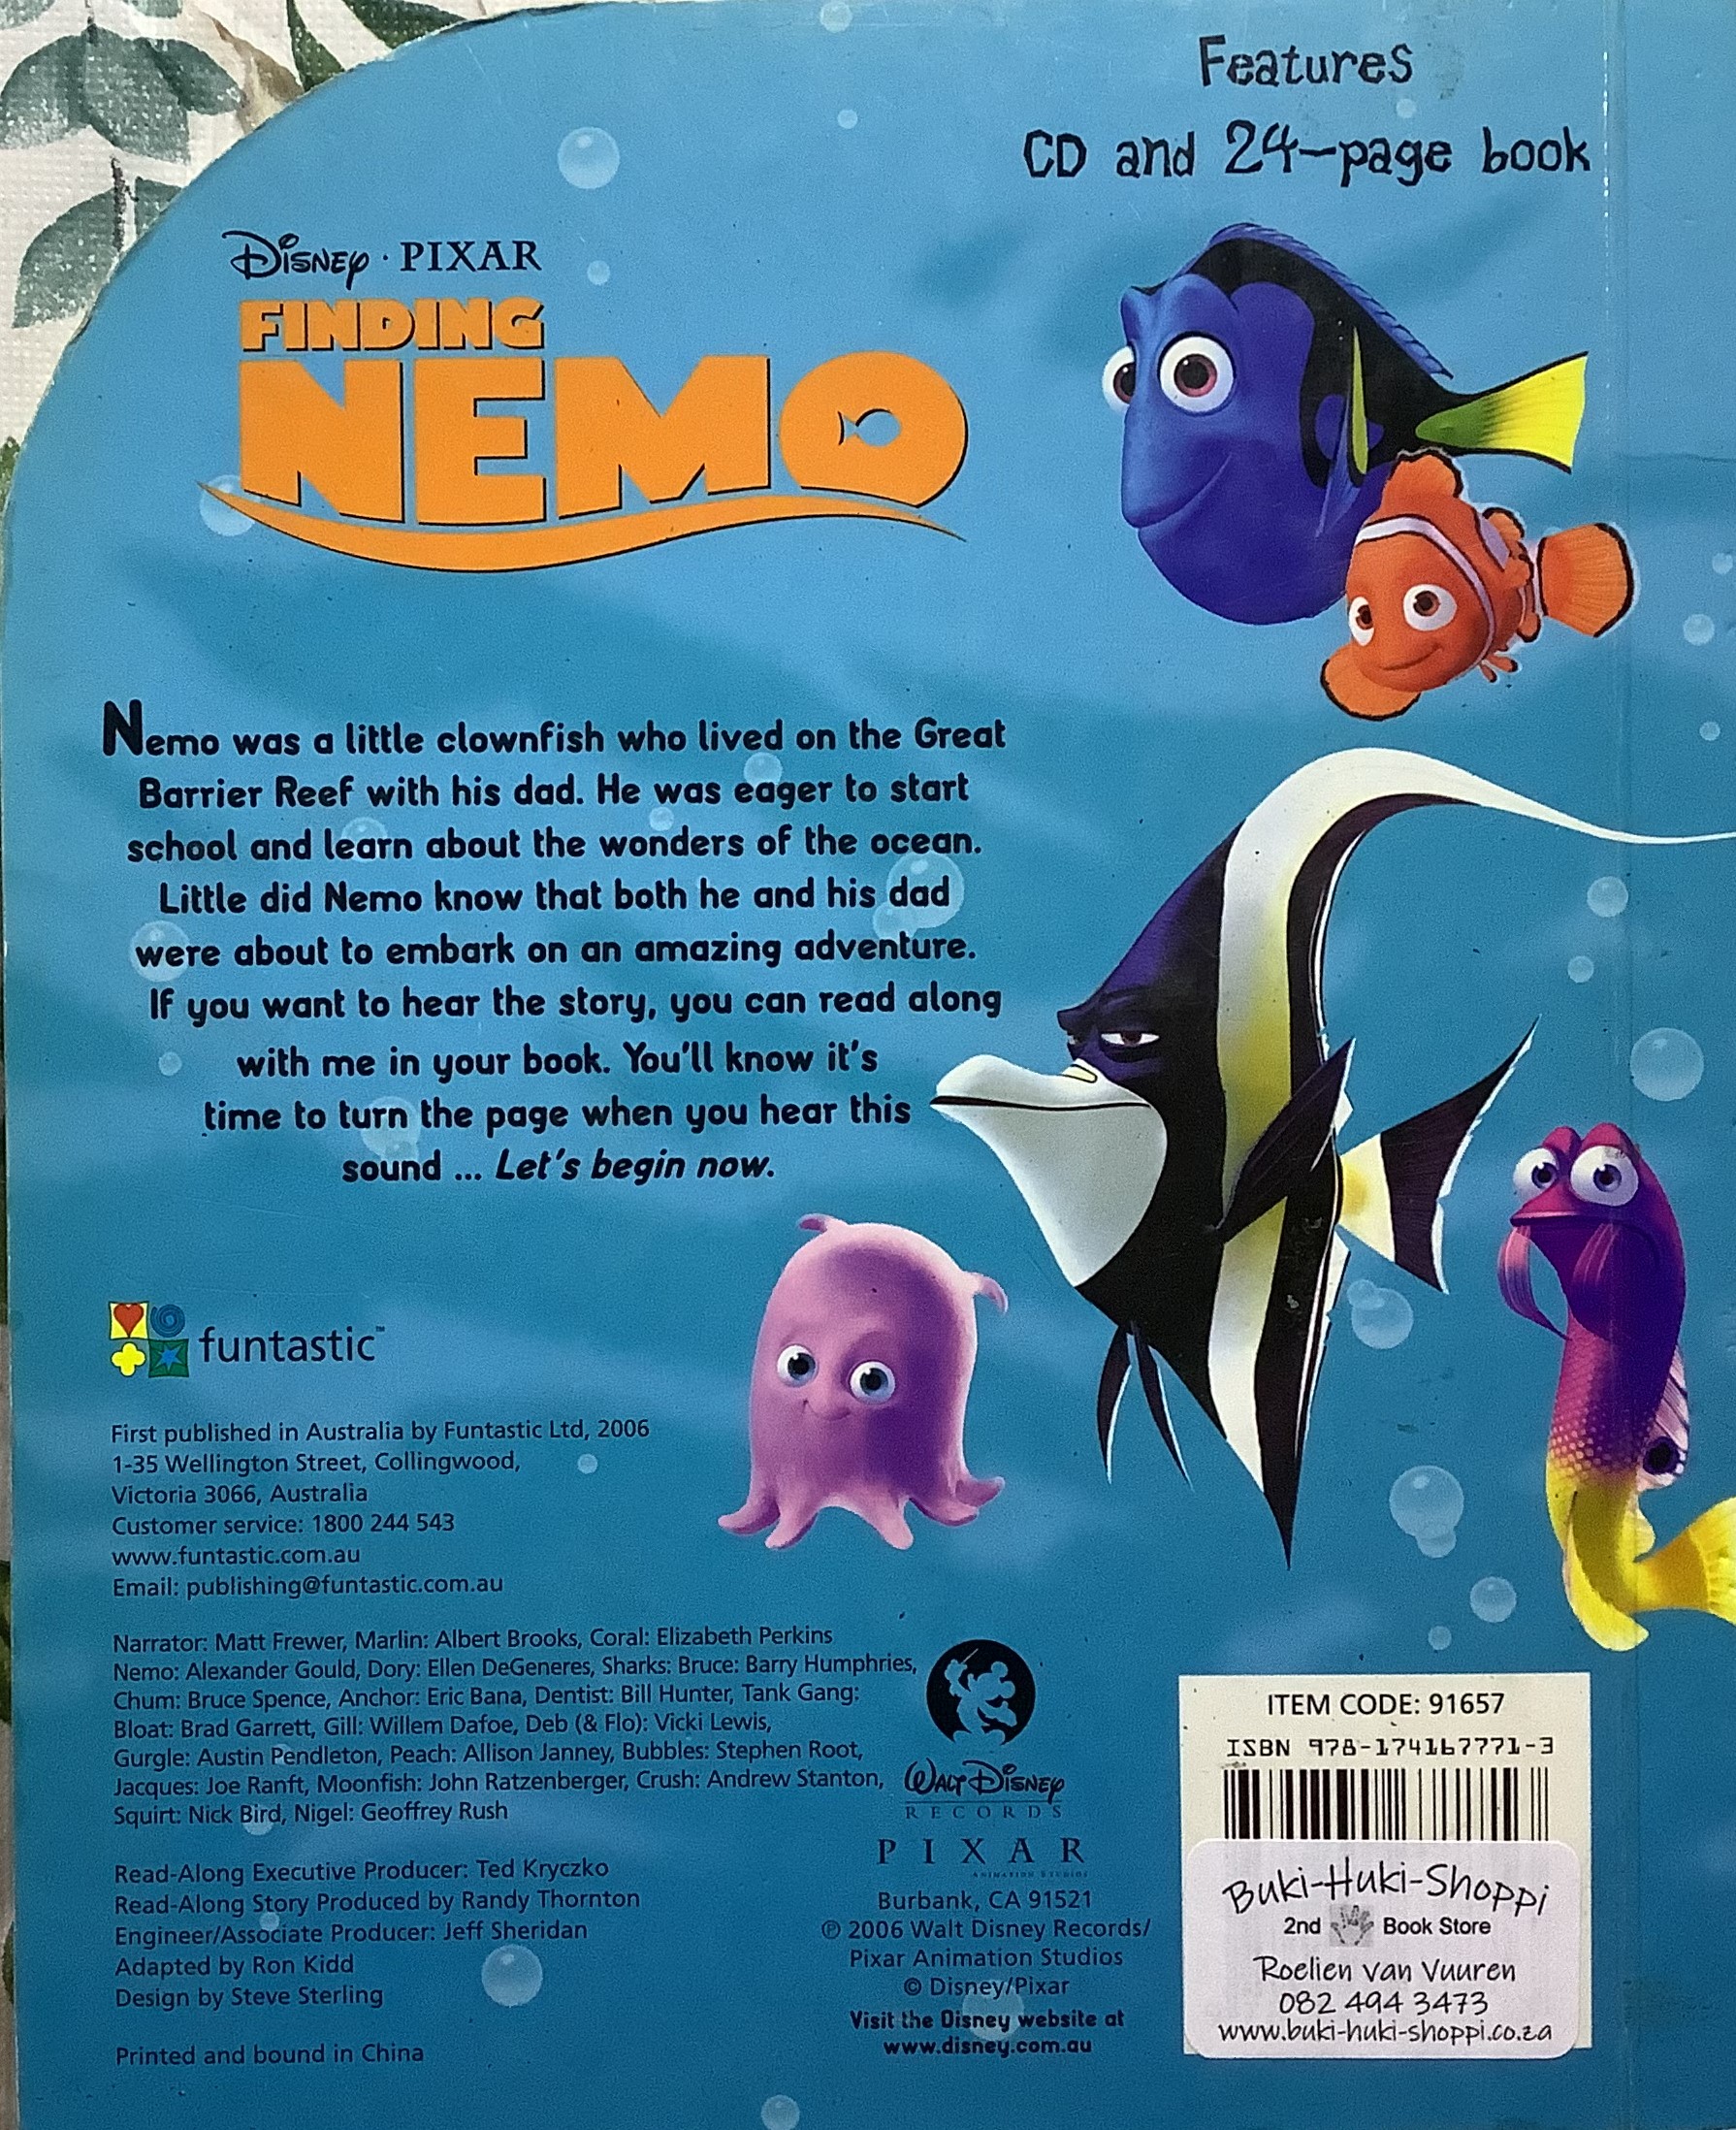 Features
CD and 24-page book
Disney · PIXAR
FINDING
NEMO
Nemo was a little clownfish who lived on the Great
Barrier Reef with his dad. He was eager to start
school and learn about the wonders of the ocean.
Little did Nemo know that both he and his dad
were about to embark on an amazing adventure.
If you want to hear the story, you can read along
with me in your book. You'll know it's
time to turn the page when you hear this
sound ... Let's begin now.
funtastic™
First published in Australia by Funtastic Ltd, 2006
1-35 Wellington Street, Collingwood,
Victoria 3066, Australia
Customer service: 1800 244 543
www.funtastic.com.au
Email: publishing@funtastic.com.au
Narrator: Matt Frewer, Marlin: Albert Brooks, Coral: Elizabeth Perkins
Nemo: Alexander Gould, Dory: Ellen DeGeneres, Sharks: Bruce: Barry Humphries,
Chum: Bruce Spence, Anchor: Eric Bana, Dentist: Bill Hunter, Tank Gang:
Bloat: Brad Garrett, Gill: Willem Dafoe, Deb (& Flo): Vicki Lewis,
Gurgle: Austin Pendleton, Peach: Allison Janney, Bubbles: Stephen Root,
Jacques: Joe Ranft, Moonfish: John Ratzenberger, Crush: Andrew Stanton,
Squirt: Nick Bird, Nigel: Geoffrey Rush
Read-Along Executive Producer: Ted Kryczko
Read-Along Story Produced by Randy Thornton
Engineer/Associate Producer: Jeff Sheridan
Adapted by Ron Kidd
Design by Steve Sterling
Printed and bound in China
WALT DISNEY
RECORDS
PIXAR
ANIMATION STUDIOS
Burbank, CA 91521
℗ 2006 Walt Disney Records/
Pixar Animation Studios
© Disney/Pixar
Visit the Disney website at
www.disney.com.au
ITEM CODE: 91657
ISBN 978-174167771-3
Buki-Huki-Shoppi
2nd Book Store
Roelien van Vuuren
082 494 3473
www.buki-huki-shoppi.co.za